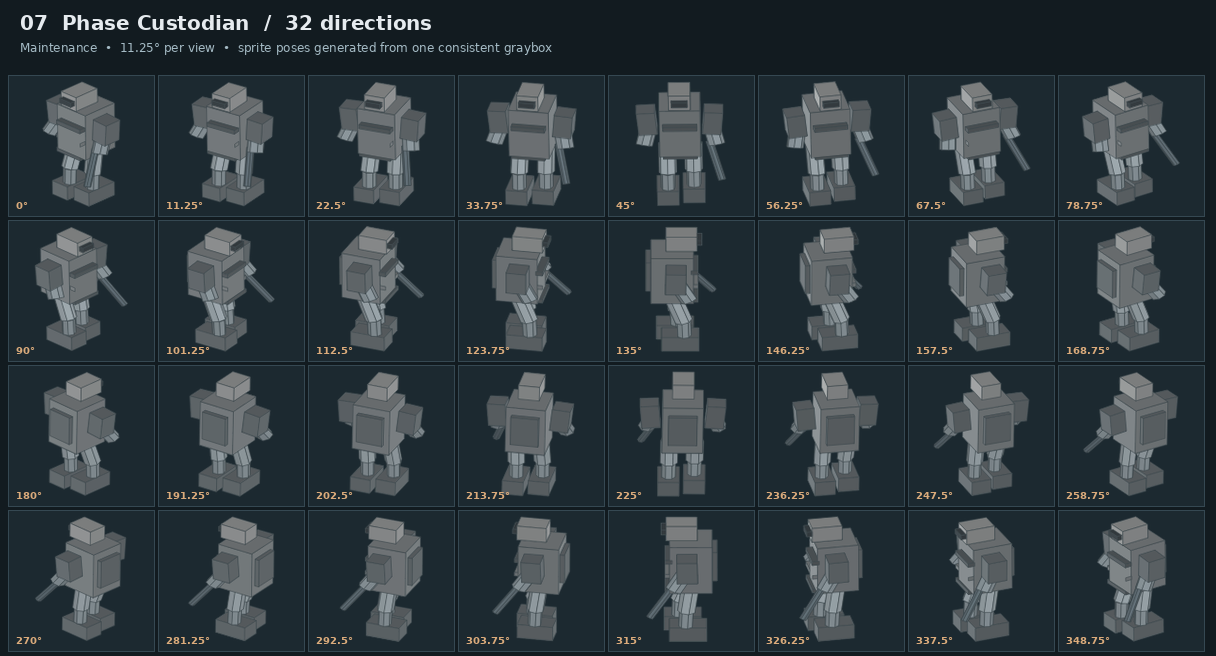 07 Phase Custodian / 32 directions
Maintenance • 11.25° per view • sprite poses generated from one consistent graybox
0° 11.25° 22.5° 33.75° 45° 56.25° 67.5° 78.75°
90° 101.25° 112.5° 123.75° 135° 146.25° 157.5° 168.75°
180° 191.25° 202.5° 213.75° 225° 236.25° 247.5° 258.75°
270° 281.25° 292.5° 303.75° 315° 326.25° 337.5° 348.75°